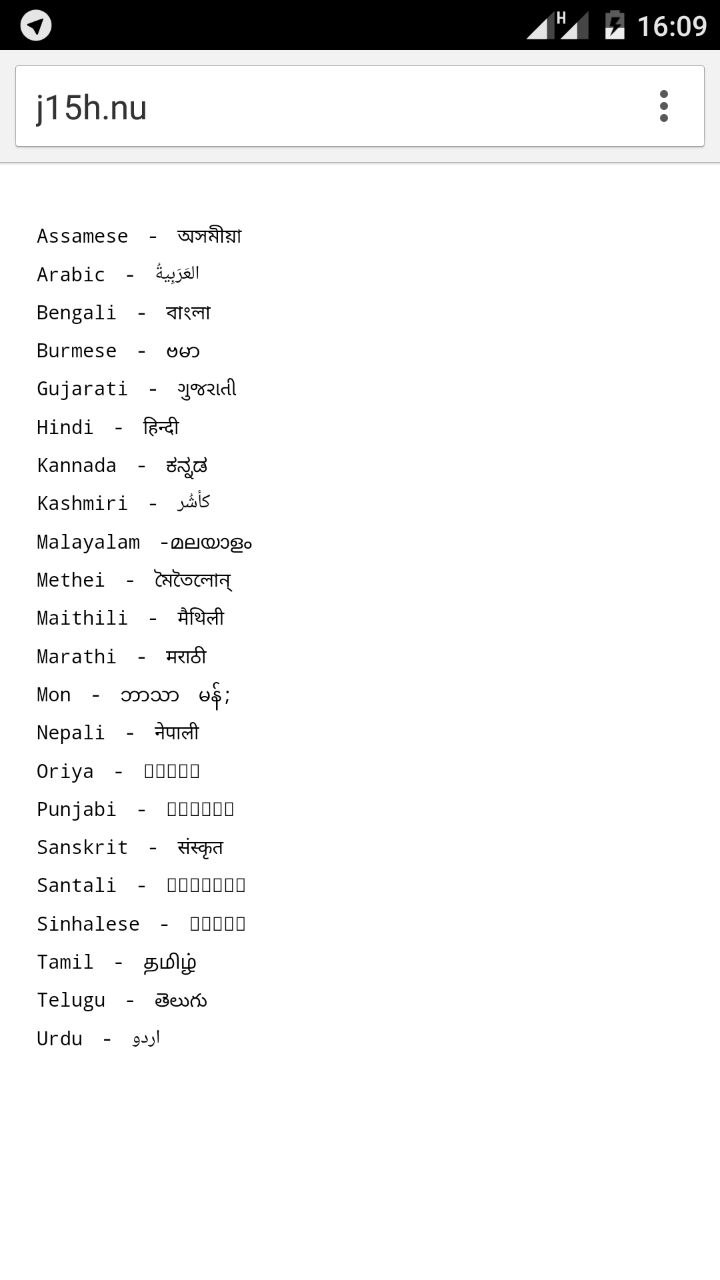 H 16:09
j15h.nu
Assamese - অসমীয়া
Arabic - العَرَبِيةُ
Bengali - বাংলা
Burmese - ဗမာ
Gujarati - ગુજરાતી
Hindi - हिन्दी
Kannada - ಕನ್ನಡ
Kashmiri - كأشُر
Malayalam -മലയാളം
Methei - মৈতৈলোন্
Maithili - मैथिली
Marathi - मराठी
Mon - ဘာသာ မန်;
Nepali - नेपाली
Oriya - 
Punjabi - 
Sanskrit - संस्कृत
Santali - 
Sinhalese - 
Tamil - தமிழ்
Telugu - తెలుగు
Urdu - اردو